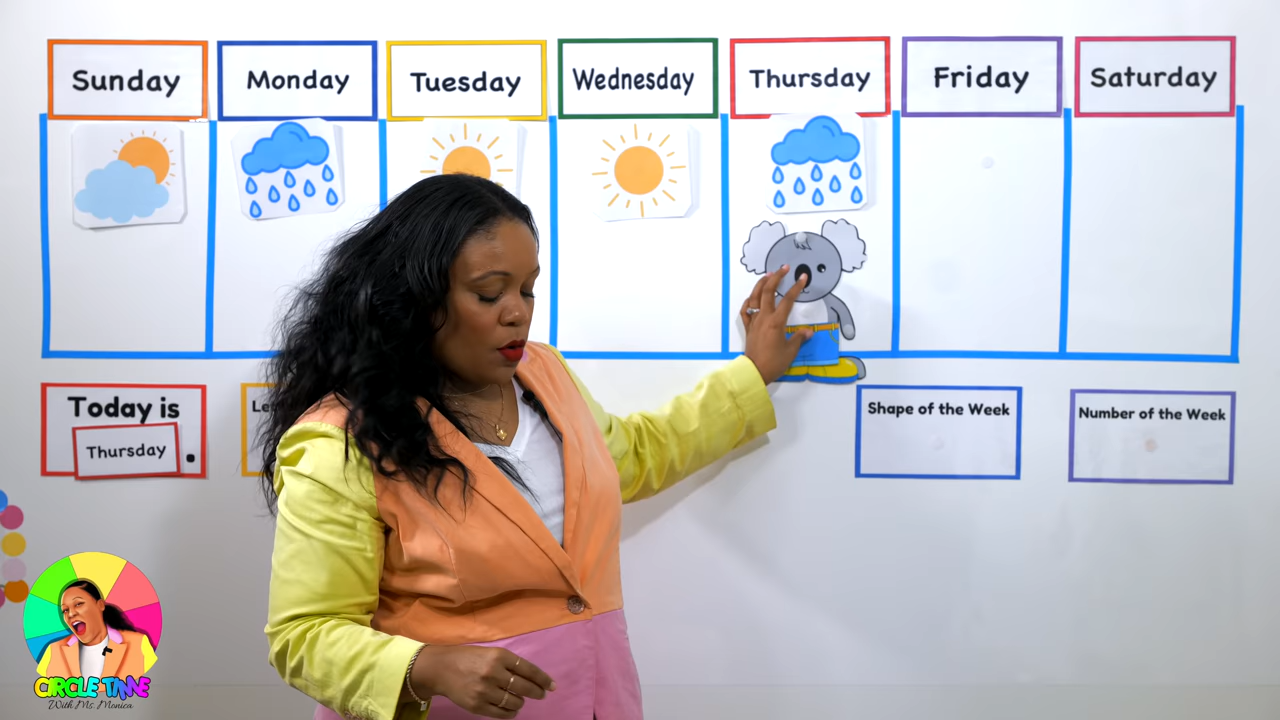 Sunday
Monday
Tuesday
Wednesday
Thursday
Friday
Saturday
Today is
Thursday .
Shape of the Week
Number of the Week
CIRCLE TIME
With Ms. Monica